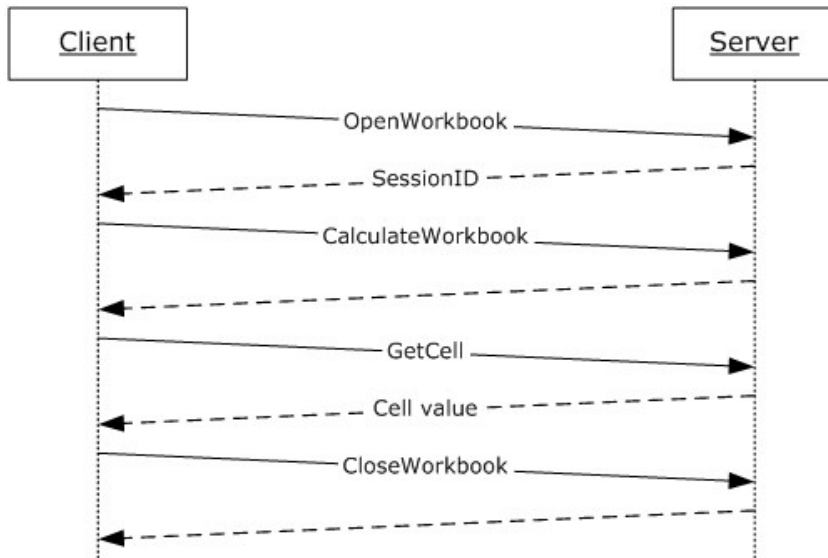 Client
Server
OpenWorkbook
SessionID
CalculateWorkbook
GetCell
Cell value
CloseWorkbook